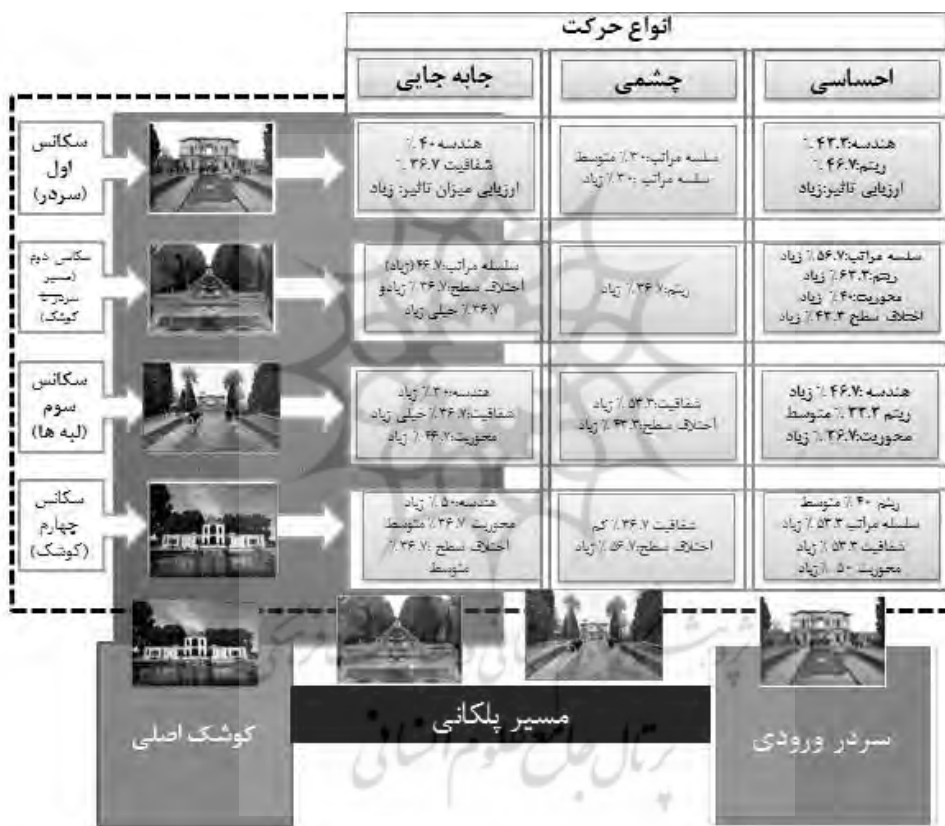 انواع حرکت
احساسی
چشمی
جابه جایی
سکانس
اول
(سردر)
هندسه ۴۰٪
شفافیت ۳۶.۷٪
ارزیابی میزان تاثیر: زیاد
سلسه مراتب:۳۰٪ متوسط
سلسه مراتب :۳۰٪ زیاد
هندسه:۴۳.۳٪
ریتم:۴۶.۷٪
ارزیابی تاثیر:زیاد
سکانس دوم
(مسیر
سردر تا
کوشک)
سلسله مراتب:۴۶.۷ (زیاد)
اختلاف سطح:۳۶.۷٪ زیادو
۳۶.۷٪ خیلی زیاد
ریتم:۳۶.۷٪ زیاد
سلسه مراتب:۵۶.۷٪ زیاد
ریتم:۶۳.۳٪ زیاد
محوریت:۴۰٪ زیاد
اختلاف سطح ۴۳.۳٪ زیاد
سکانس
سوم
(لبه ها)
هندسه:۳۰٪ زیاد
شفافیت:۳۶.۷٪ خیلی زیاد
محوریت:۴۶.۷٪ زیاد
شفافیت:۵۳.۳٪ زیاد
اختلاف سطح:۴۳.۳٪ زیاد
هندسه :۴۶.۷٪ زیاد
ریتم ۳۳.۳٪ متوسط
محوریت:۳۶.۷٪ زیاد
سکانس
چهارم
(کوشک)
هندسه:۵۰٪ زیاد
محوریت ۳۶.۷٪ متوسط
اختلاف سطح :۳۶.۷٪
متوسط
شفافیت ۳۶.۷٪ کم
اختلاف سطح:۵۶.۷٪ زیاد
ریتم ۴۰٪ متوسط
سلسله مراتب ۵۳.۳٪ زیاد
شفافیت ۵۳.۳٪ زیاد
محوریت ۵۰٪ زیاد
سردر ورودی
مسیر پلکانی
کوشک اصلی
پرتال جامع علوم انسانی